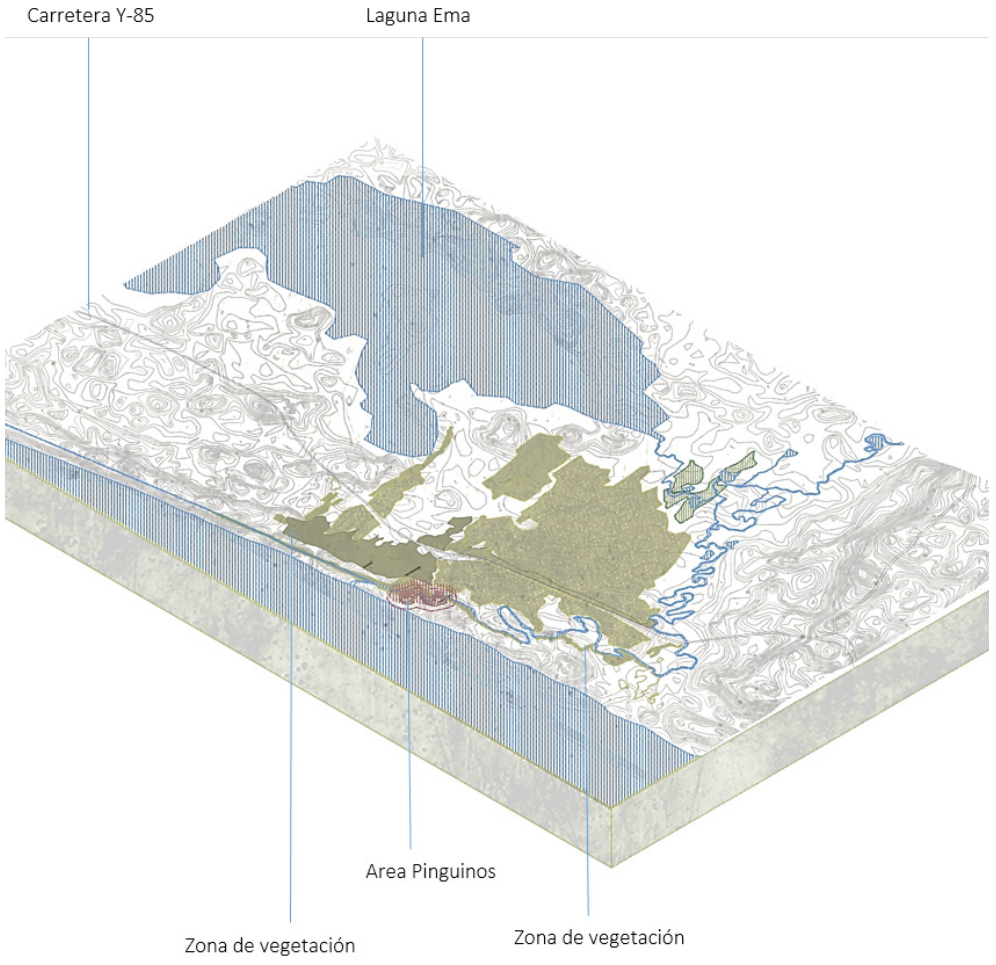 Carretera Y-85
Laguna Ema
Area Pinguinos
Zona de vegetación
Zona de vegetación